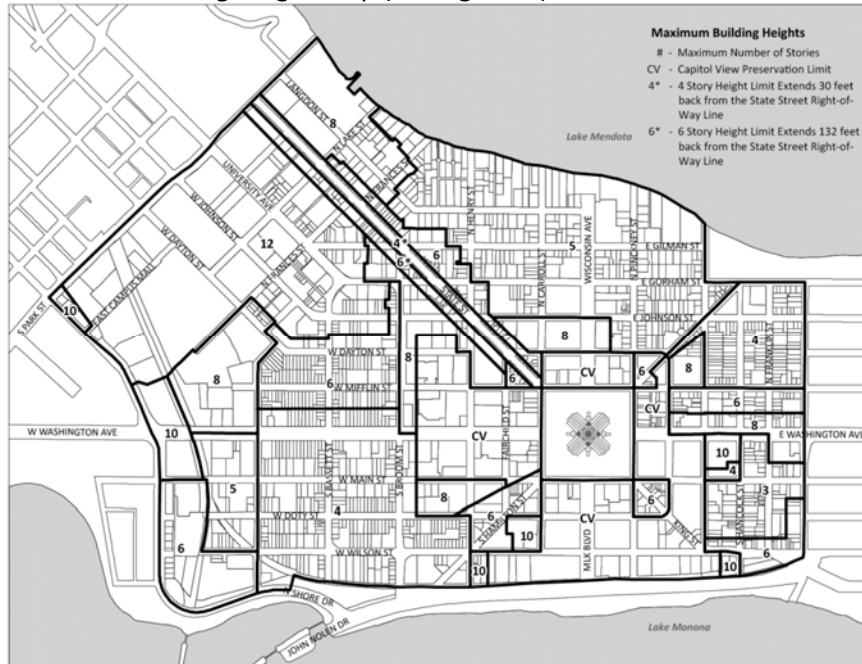 Maximum Building Heights
# - Maximum Number of Stories
CV - Capitol View Preservation Limit
4* - 4 Story Height Limit Extends 30 feet
back from the State Street Right-of-
Way Line
6* - 6 Story Height Limit Extends 132 feet
back from the State Street Right-of-
Way Line
Lake Mendota
LANGDON ST
8
N LAKE ST
N FRANCES ST
UNIVERSITY AVE
W JOHNSON ST
W DAYTON ST
12
N FRANCES ST
4*
6*
6
STATE ST
N HENRY ST
N CARROLL ST
WISCONSIN AVE
5
N PINCKNEY ST
E GILMAN ST
E GORHAM ST
E JOHNSON ST
S PARK ST
10
EAST CAMPUS MALL
8
8
4
N FRANKLIN ST
W DAYTON ST
8
6
CV
6
8
8
6
W MIFFLIN ST
6
CV
8
W WASHINGTON AVE
10
E WASHINGTON AVE
CV
FAIRCHILD ST
10
4
S BASSETT ST
S BROOM ST
W MAIN ST
5
8
6
3
S HANCOCK ST
W DOTY ST
4
6
S HAMILTON ST
CV
KING ST
6
W WILSON ST
10
MLK BLVD
6
10
10
N SHORE DR
JOHN NOLEN DR
Lake Monona